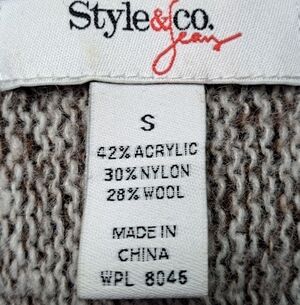 Style&co.
Jeans
S
42% ACRYLIC
30% NYLON
28% WOOL
MADE IN
CHINA
WPL 8045